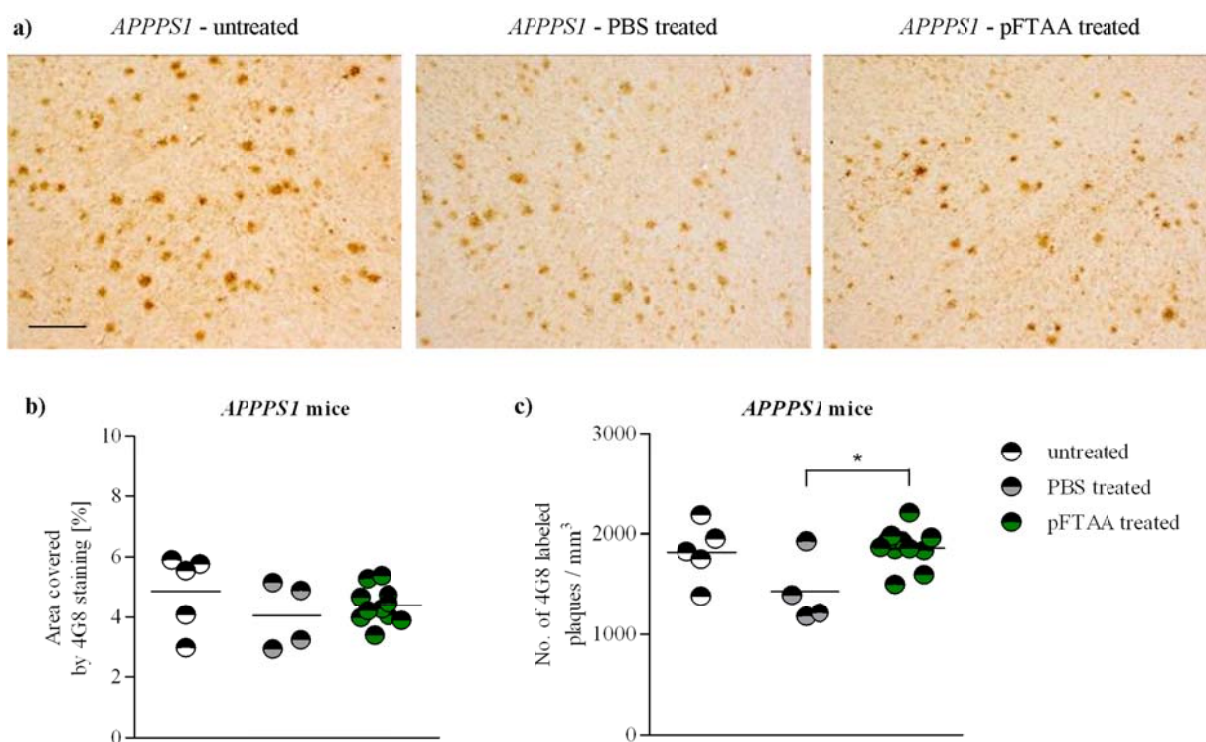 a) APPPS1 - untreated APPPS1 - PBS treated APPPS1 - pFTAA treated
b) APPPS1 mice
Area covered
by 4G8 staining [%]
10
8
6
4
2
0
c) APPPS1 mice
No. of 4G8 labeled
plaques / mm³
3000
2000
1000
0
*
untreated
PBS treated
pFTAA treated